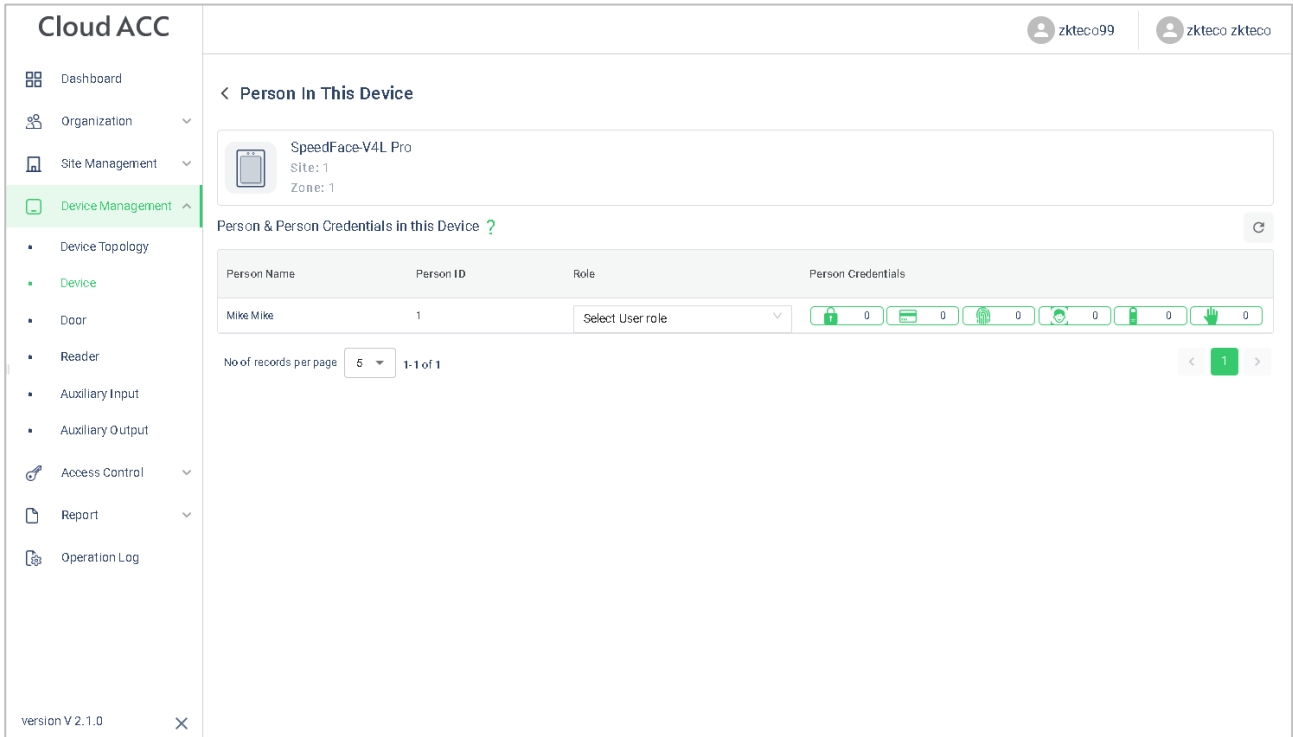 Cloud ACC
zkteco99
zkteco zkteco
Dashboard
Organization
Site Management
Device Management
Device Topology
Device
Door
Reader
Auxiliary Input
Auxiliary Output
Access Control
Report
Operation Log
version V 2.1.0
Person In This Device
SpeedFace-V4L Pro
Site: 1
Zone: 1
Person & Person Credentials in this Device ?
Person Name Person ID Role Person Credentials
Mike Mike 1 Select User role 0 0 0 0 0 0
No of records per page 5 1-1 of 1 < 1 >